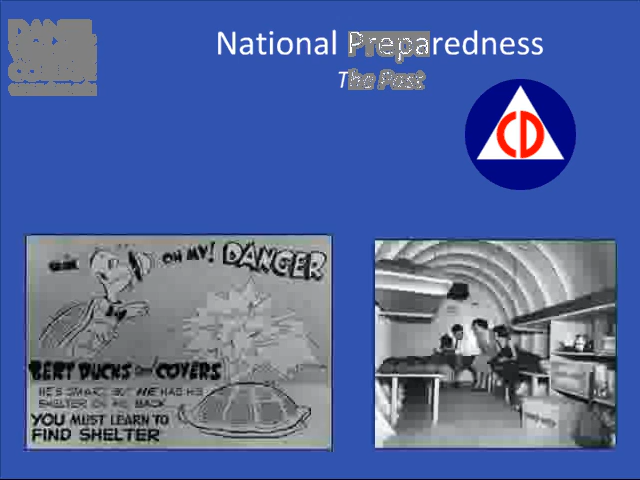 National Preparedness
The Past
CD
OH MY! DANGER
BERT DUCKS and COVERS
HE'S SMART, BUT HE HAS HIS
SHELTER ON HIS BACK
YOU MUST LEARN TO
FIND SHELTER